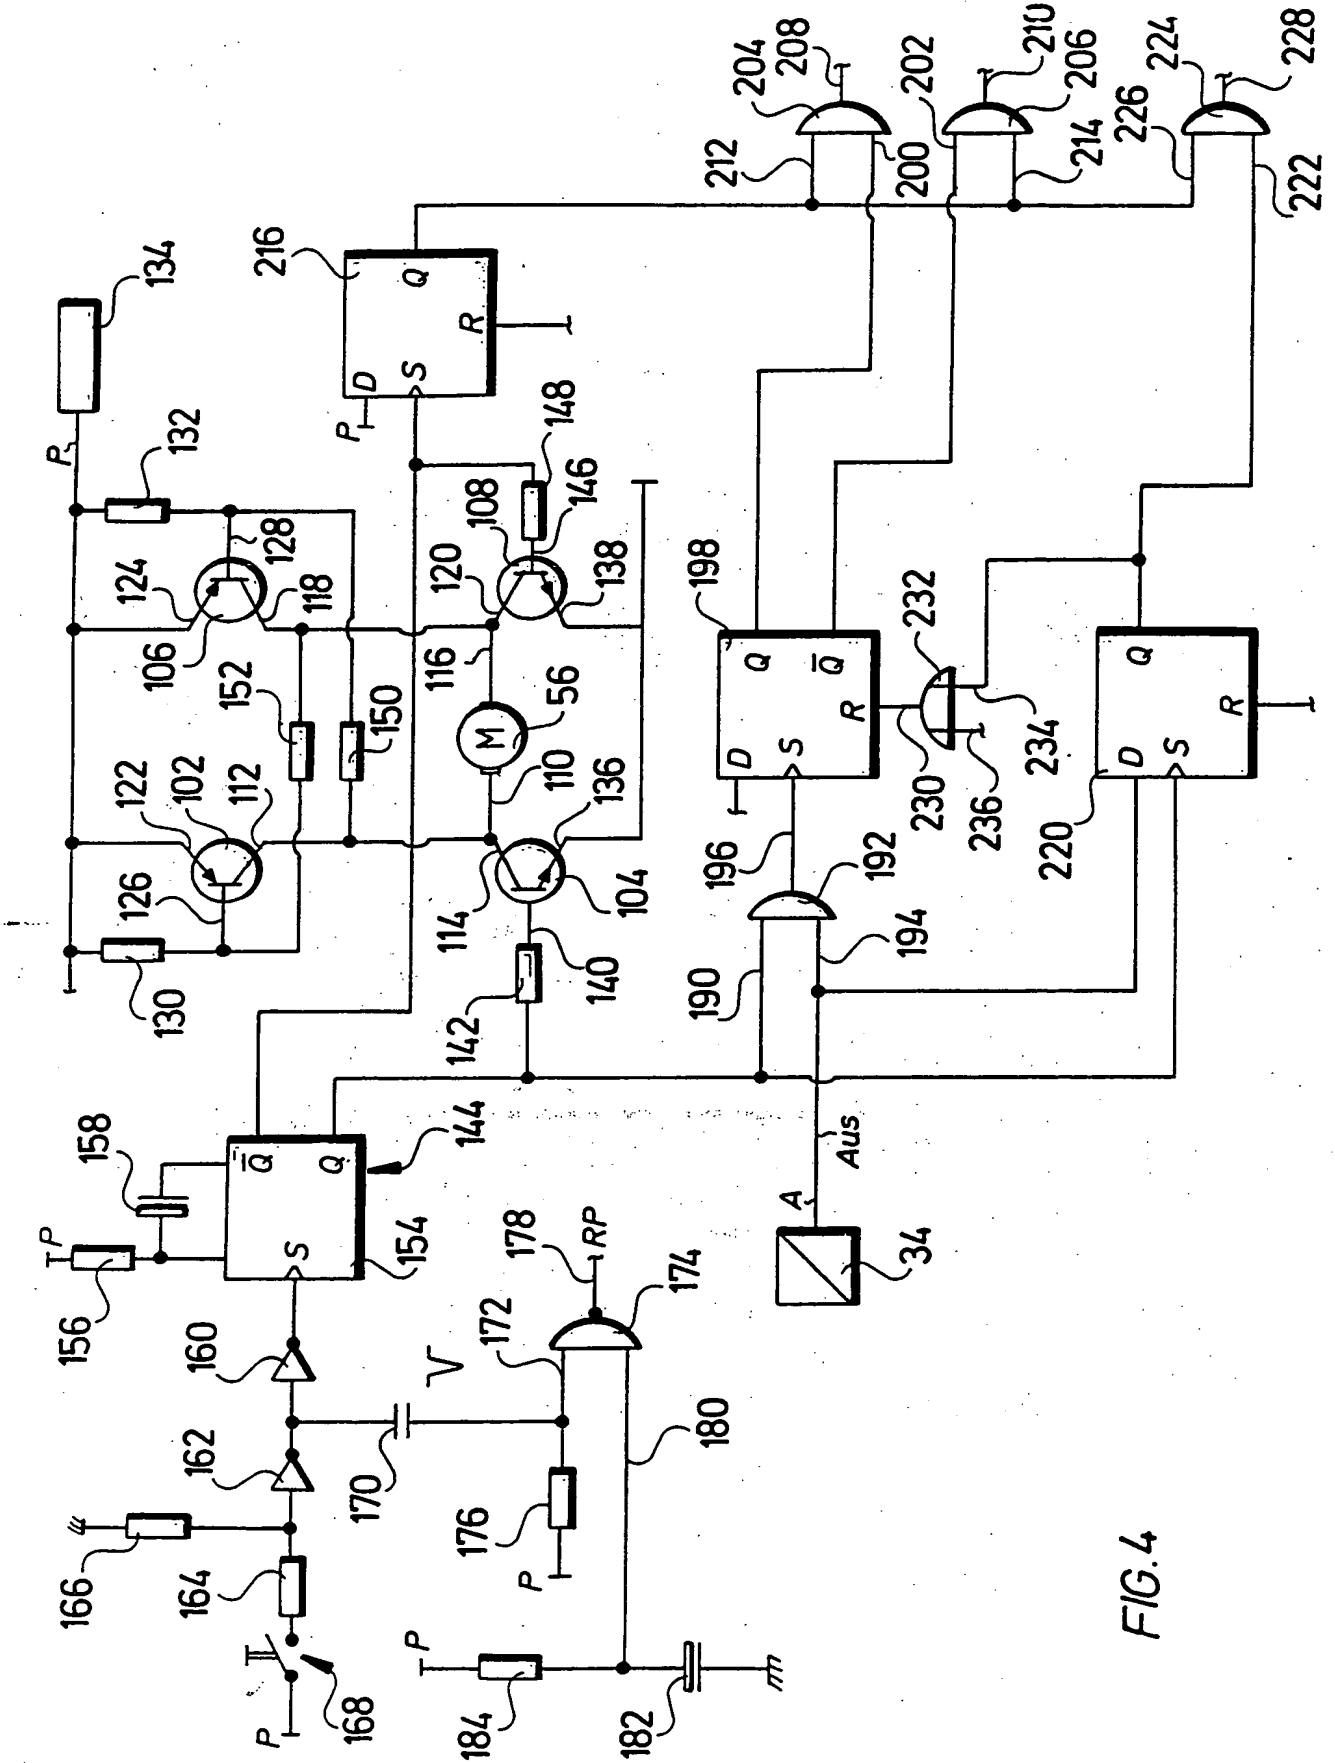 134
P
132
216
D
P
S
Q
R
204
208
212
200
202
210
206
214
224
226
222
228
124
128
106
118
152
150
122
102
112
126
130
108
148
146
120
138
116
M
56
110
136
114
104
140
142
198
Q
Q̅
D
S
R
232
230
234
236
196
192
190
194
220
Q
D
S
R
158
P
156
Q̅
Q
S
144
154
160
162
166
164
168
P
170
V
172
178
RP
174
176
P
180
P
184
182
A
Aus
34
FIG.4